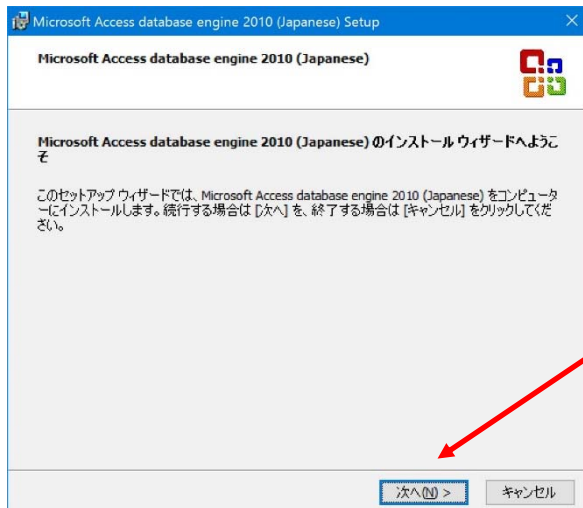 Microsoft Access database engine 2010 (Japanese) Setup
Microsoft Access database engine 2010 (Japanese)
Microsoft Access database engine 2010 (Japanese) のインストール ウィザードへようこ
そ
このセットアップ ウィザードでは、Microsoft Access database engine 2010 (Japanese) をコンピュータ
ーにインストールします。続行する場合は [次へ] を、終了する場合は [キャンセル] をクリックしてくだ
さい。
次へ(N) >
キャンセル